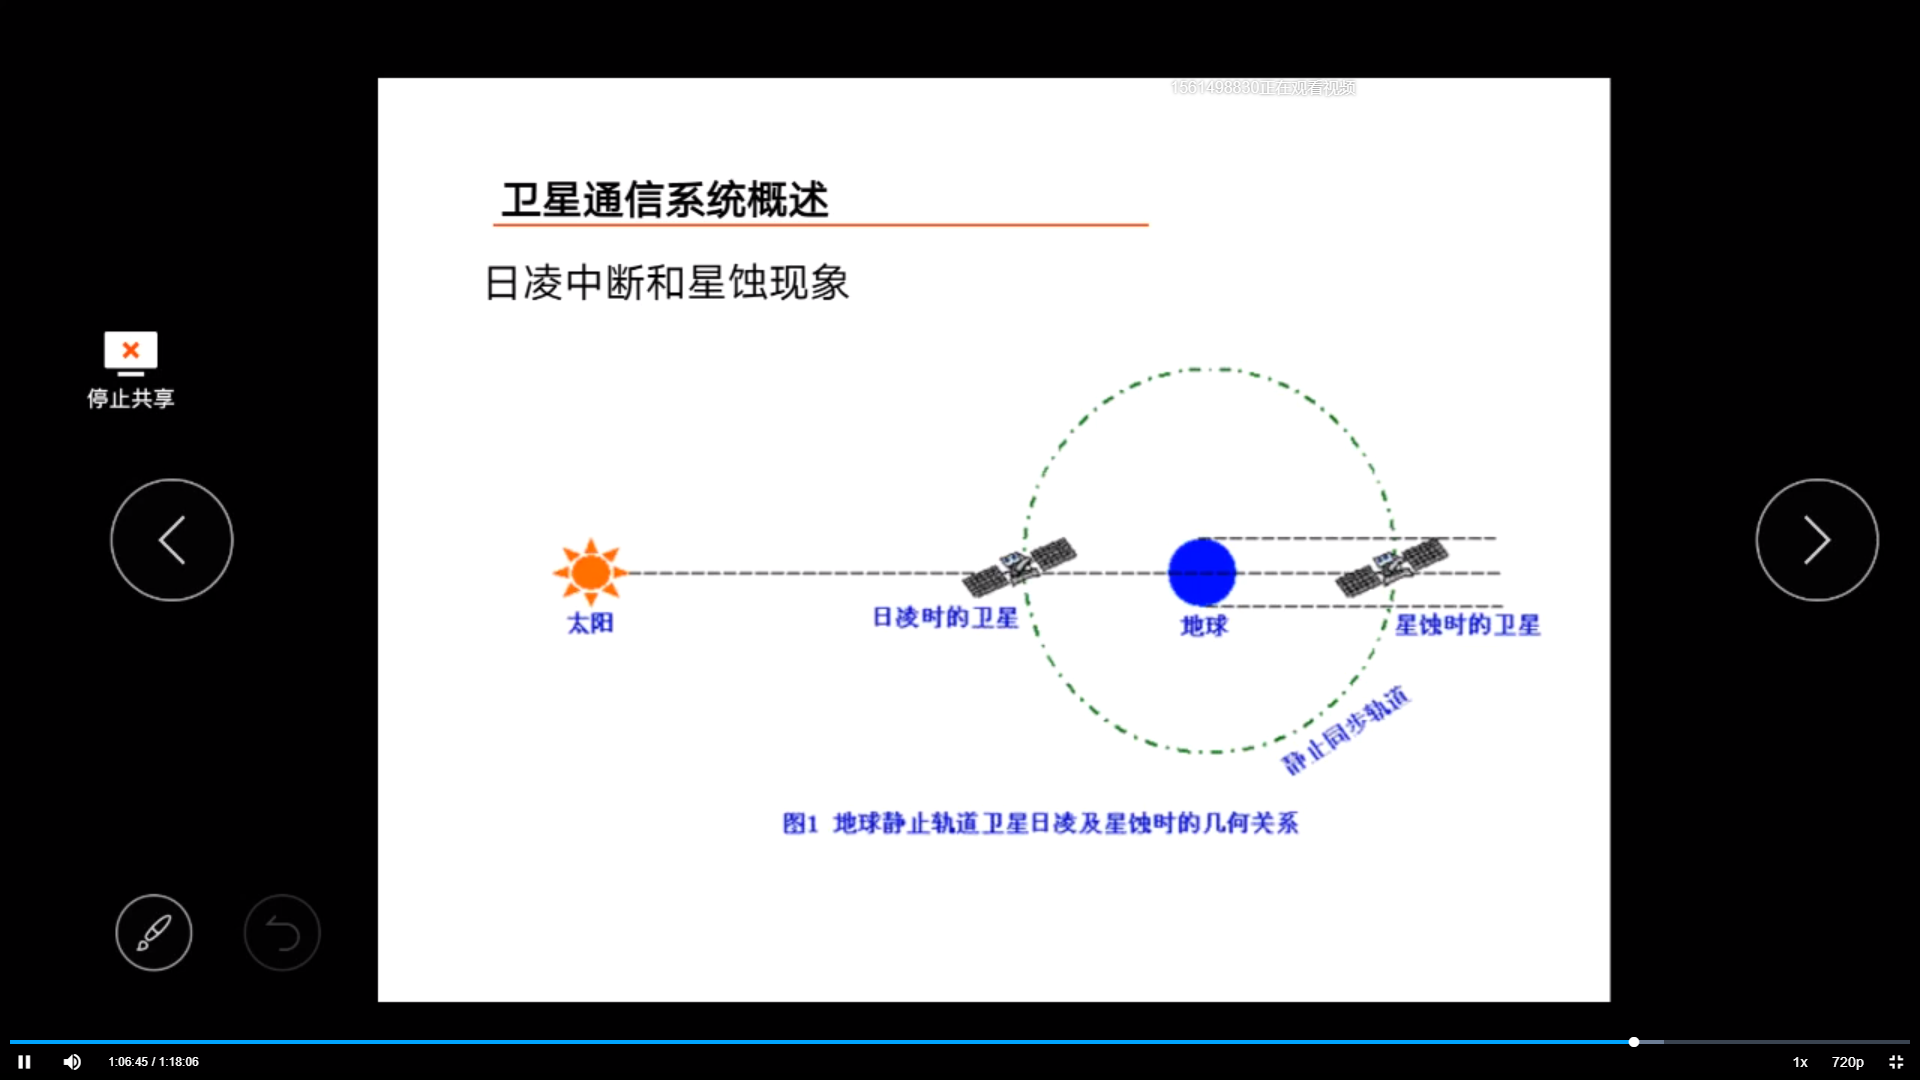 1561498830正在观看视频
卫星通信系统概述
日凌中断和星蚀现象
停止共享
太阳
日凌时的卫星
地球
星蚀时的卫星
静止同步轨道
图1 地球静止轨道卫星日凌及星蚀时的几何关系
1:06:45 / 1:18:06
1x
720p